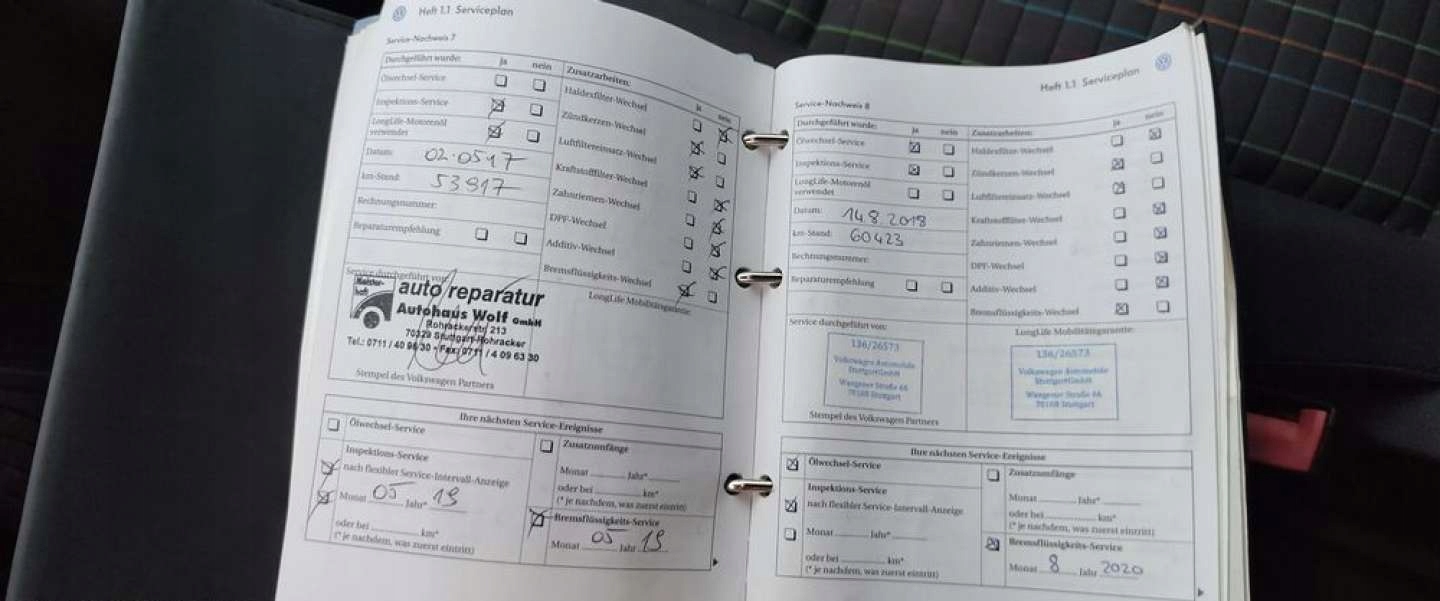 Heft 1.1 Serviceplan
Service-Nachweis 7
Durchgeführt wurde: ja nein
Ölwechsel-Service
Inspektions-Service
LongLife-Motorenöl
verwendet
Datum: 02.05 17
km-Stand: 53817
Rechnungsnummer:
Reparaturempfehlung
Zusatzarbeiten: ja nein
Haldexfilter-Wechsel
Zündkerzen-Wechsel
Luftfiltereinsatz-Wechsel
Kraftstofffilter-Wechsel
Zahnriemen-Wechsel
DPF-Wechsel
Additiv-Wechsel
Bremsflüssigkeits-Wechsel
Service durchgeführt von:
Meister-
haft
auto reparatur
Autohaus Wolf GmbH
Rohrackerstr. 213
70329 Stuttgart-Rohracker
Tel.: 0711 / 40 96 30 - Fax: 0711 / 4 09 63 30
Stempel des Volkswagen Partners
LongLife Mobilitätsgarantie:
Ihre nächsten Service-Ereignisse
Ölwechsel-Service
Inspektions-Service
nach flexibler Service-Intervall-Anzeige
Monat 05 Jahr* 19
oder bei km*
(* je nachdem, was zuerst eintritt)
Zusatzumfänge
Monat Jahr*
oder bei km*
(* je nachdem, was zuerst eintritt)
Bremsflüssigkeits-Service
Monat 05 Jahr 19
Heft 1.1 Serviceplan
Service-Nachweis 8
Durchgeführt wurde: ja nein
Ölwechsel-Service
Inspektions-Service
LongLife-Motorenöl
verwendet
Datum: 14.8.2018
km-Stand: 60423
Rechnungsnummer:
Reparaturempfehlung
Zusatzarbeiten: ja nein
Haldexfilter-Wechsel
Zündkerzen-Wechsel
Luftfiltereinsatz-Wechsel
Kraftstofffilter-Wechsel
Zahnriemen-Wechsel
DPF-Wechsel
Additiv-Wechsel
Bremsflüssigkeits-Wechsel
Service durchgeführt von:
136/26573
Volkswagen Automobile
Stuttgart GmbH
Wangener Straße 66
70188 Stuttgart
Stempel des Volkswagen Partners
LongLife Mobilitätsgarantie:
136/26573
Volkswagen Automobile
Stuttgart GmbH
Wangener Straße 66
70188 Stuttgart
Ihre nächsten Service-Ereignisse
Ölwechsel-Service
Inspektions-Service
nach flexibler Service-Intervall-Anzeige
Monat Jahr*
oder bei km*
(* je nachdem, was zuerst eintritt)
Zusatzumfänge
Monat Jahr*
oder bei km*
(* je nachdem, was zuerst eintritt)
Bremsflüssigkeits-Service
Monat 8 Jahr 2020